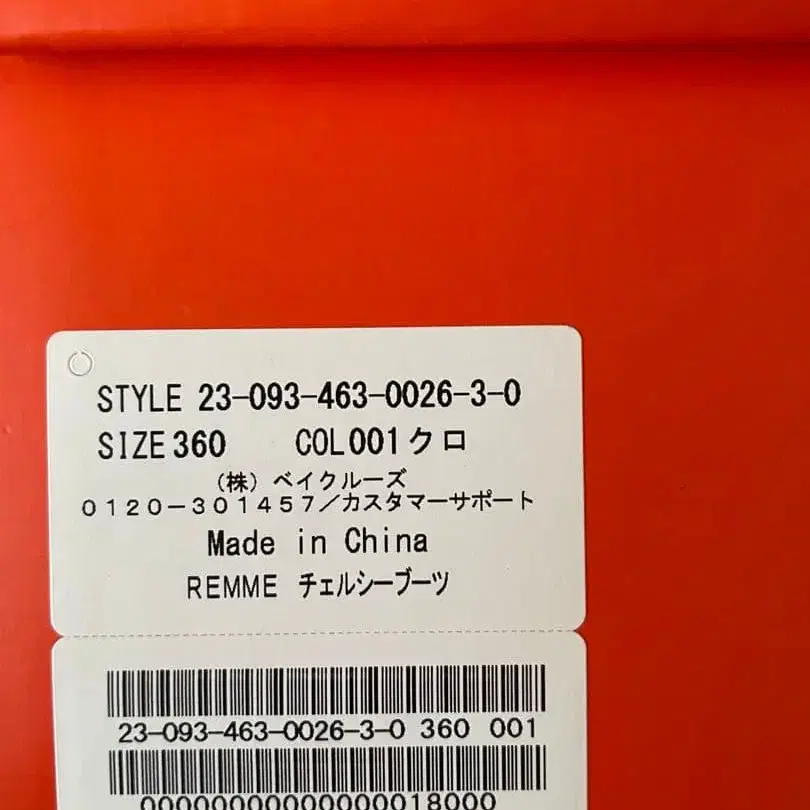 STYLE 23-093-463-0026-3-0
SIZE 360 COL 001 クロ
（株）ベイクルーズ
０１２０－３０１４５７／カスタマーサポート
Made in China
REMME チェルシーブーツ
23-093-463-0026-3-0 360 001